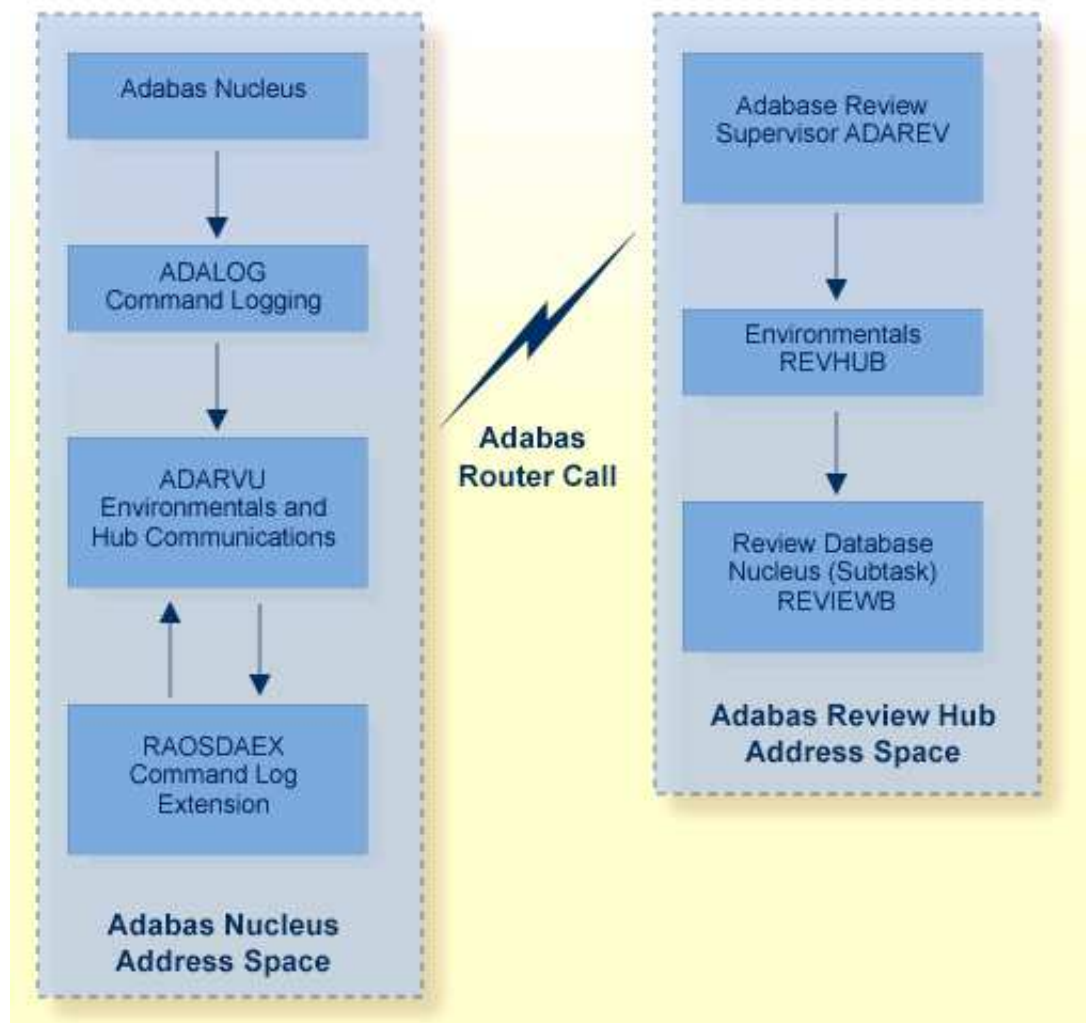 Adabas Nucleus
ADALOG
Command Logging
ADARVU
Environmentals and
Hub Communications
RAOSDAEX
Command Log
Extension
Adabas Nucleus
Address Space
Adabas
Router Call
Adabase Review
Supervisor ADAREV
Environmentals
REVHUB
Review Database
Nucleus (Subtask)
REVIEWB
Adabas Review Hub
Address Space